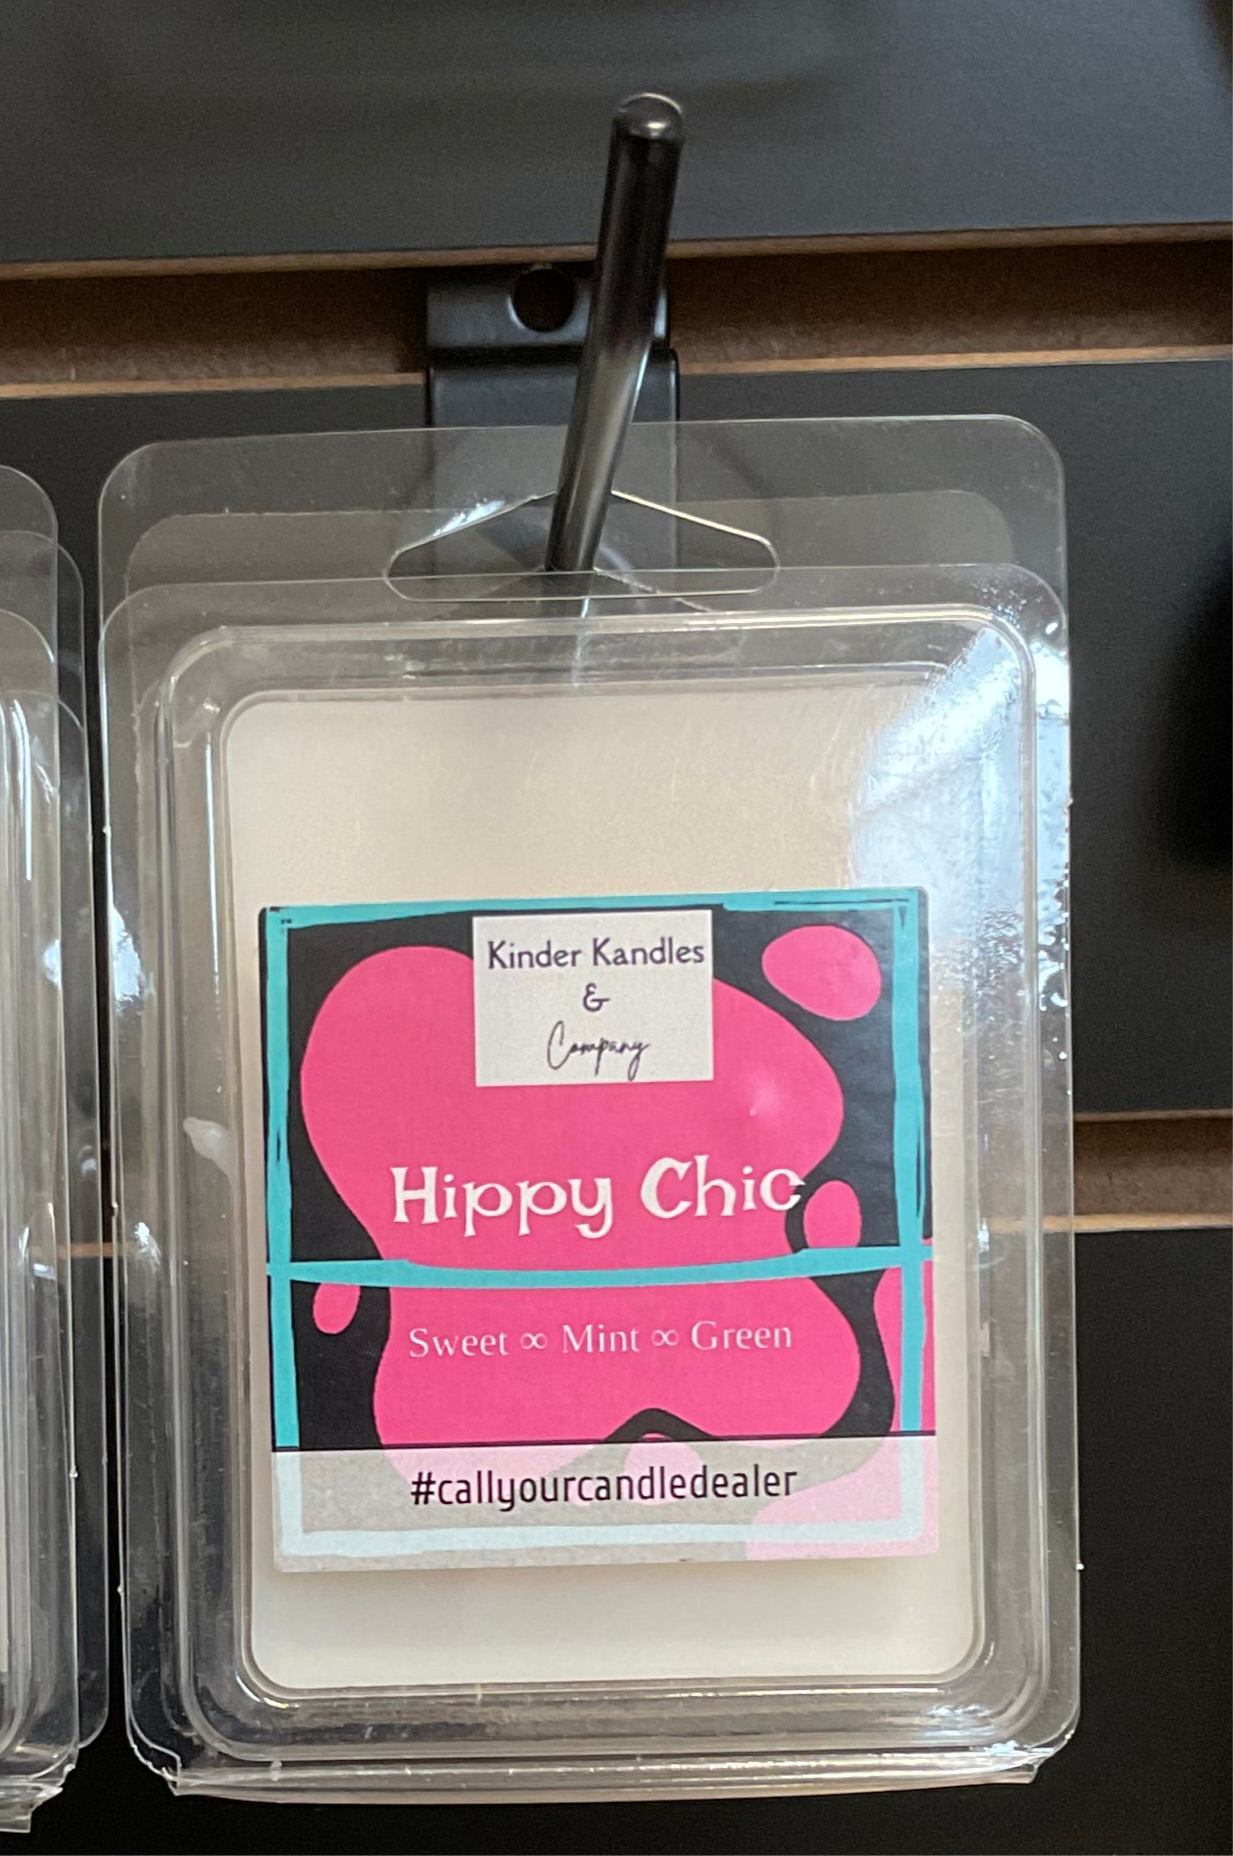 Kinder Kandles
&
Company
Hippy Chic
Sweet ∞ Mint ∞ Green
#callyourcandledealer